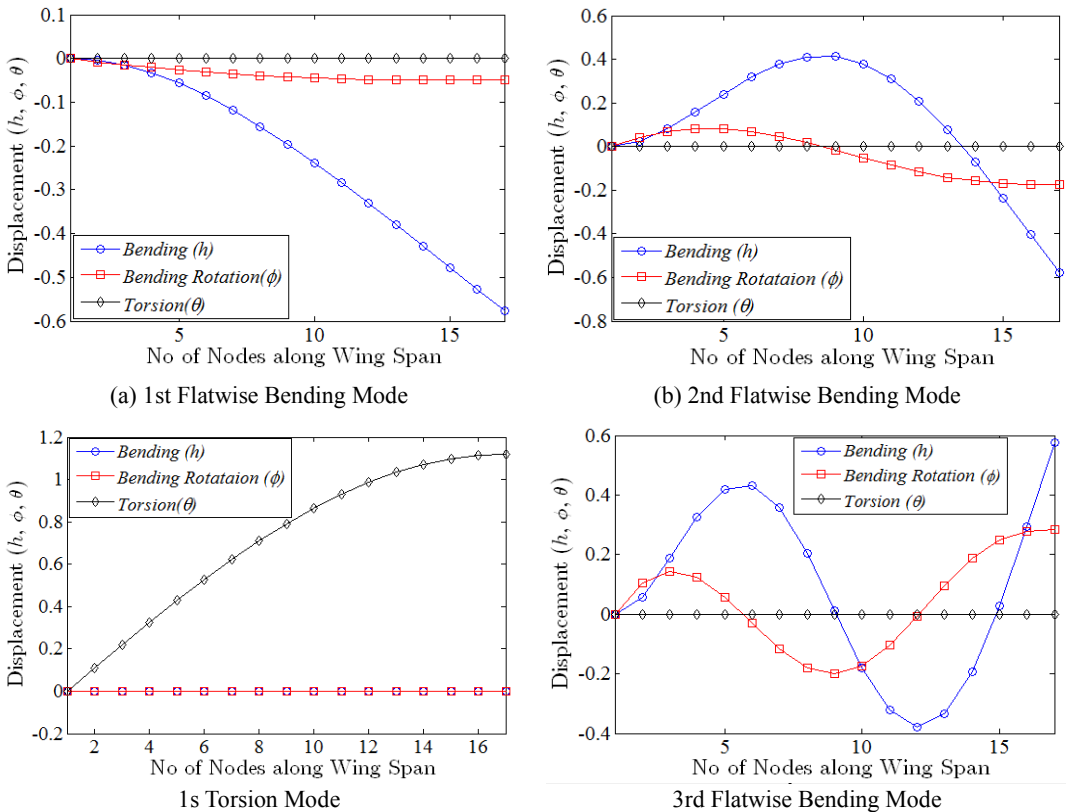 0.1
0
-0.1
-0.2
-0.3
-0.4
-0.5
-0.6
Displacement (h, ϕ, θ)
Bending (h)
Bending Rotation(ϕ)
Torsion(θ)
5 10 15
No of Nodes along Wing Span
(a) 1st Flatwise Bending Mode
0.6
0.4
0.2
0
-0.2
-0.4
-0.6
-0.8
Displacement (h, ϕ, θ)
Bending (h)
Bending Rotataion (ϕ)
Torsion (θ)
5 10 15
No of Nodes along Wing Span
(b) 2nd Flatwise Bending Mode
1.2
1
0.8
0.6
0.4
0.2
0
-0.2
Displacement (h, ϕ, θ)
Bending (h)
Bending Rotataion (ϕ)
Torsion(θ)
2 4 6 8 10 12 14 16
No of Nodes along Wing Span
1s Torsion Mode
0.6
0.4
0.2
0
-0.2
-0.4
Displacement (h, ϕ, θ)
Bending (h)
Bending Rotation (ϕ)
Torsion (θ)
5 10 15
No of Nodes along Wing Span
3rd Flatwise Bending Mode